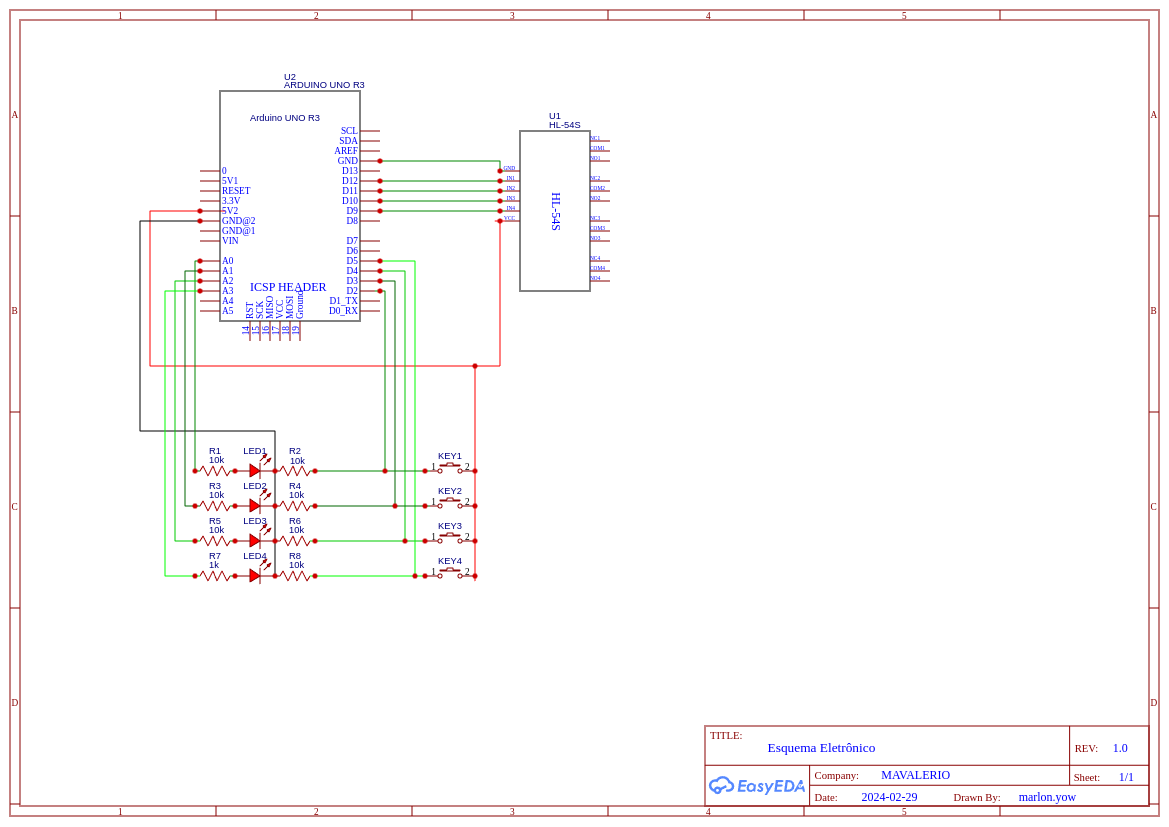 1 2 3 4 5
A A
B B
C C
D D
U2
ARDUINO UNO R3
Arduino UNO R3
SCL
SDA
AREF
GND
0 D13
5V1 D12
RESET D11
3.3V D10
5V2 D9
GND@2 D8
GND@1
VIN D7
D6
A0 D5
A1 D4
A2 D3
A3 D2
A4 D1_TX
A5 D0_RX
ICSP HEADER
RST SCK MISO VCC MOSI Ground
14 15 16 17 18 19
U1
HL-54S
HL-54S
GND
IN1
IN2
IN3
IN4
VCC
NC1
COM1
NO1
NC2
COM2
NO2
NC3
COM3
NO3
NC4
COM4
NO4
R1 LED1 R2 KEY1
10k 10k 1 2
R3 LED2 R4 KEY2
10k 10k 1 2
R5 LED3 R6 KEY3
10k 10k 1 2
R7 LED4 R8 KEY4
1k 10k 1 2
TITLE:
Esquema Eletrônico
REV: 1.0
EasyEDA
Company: MAVALERIO
Sheet: 1/1
Date: 2024-02-29 Drawn By: marlon.yow
1 2 3 4 5